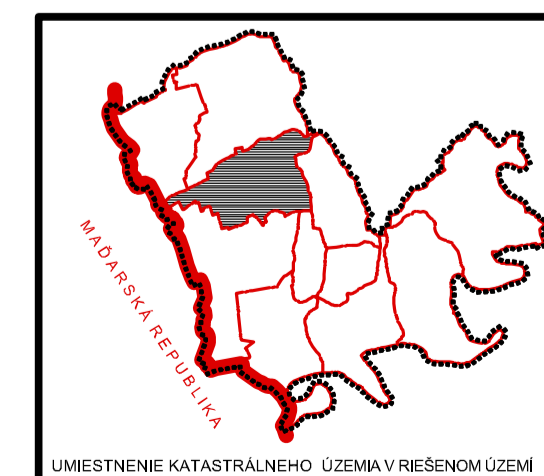 MAĎARSKÁ REPUBLIKA
UMIESTNENIE KATASTRÁLNEHO ÚZEMIA V RIEŠENOM ÚZEMÍ